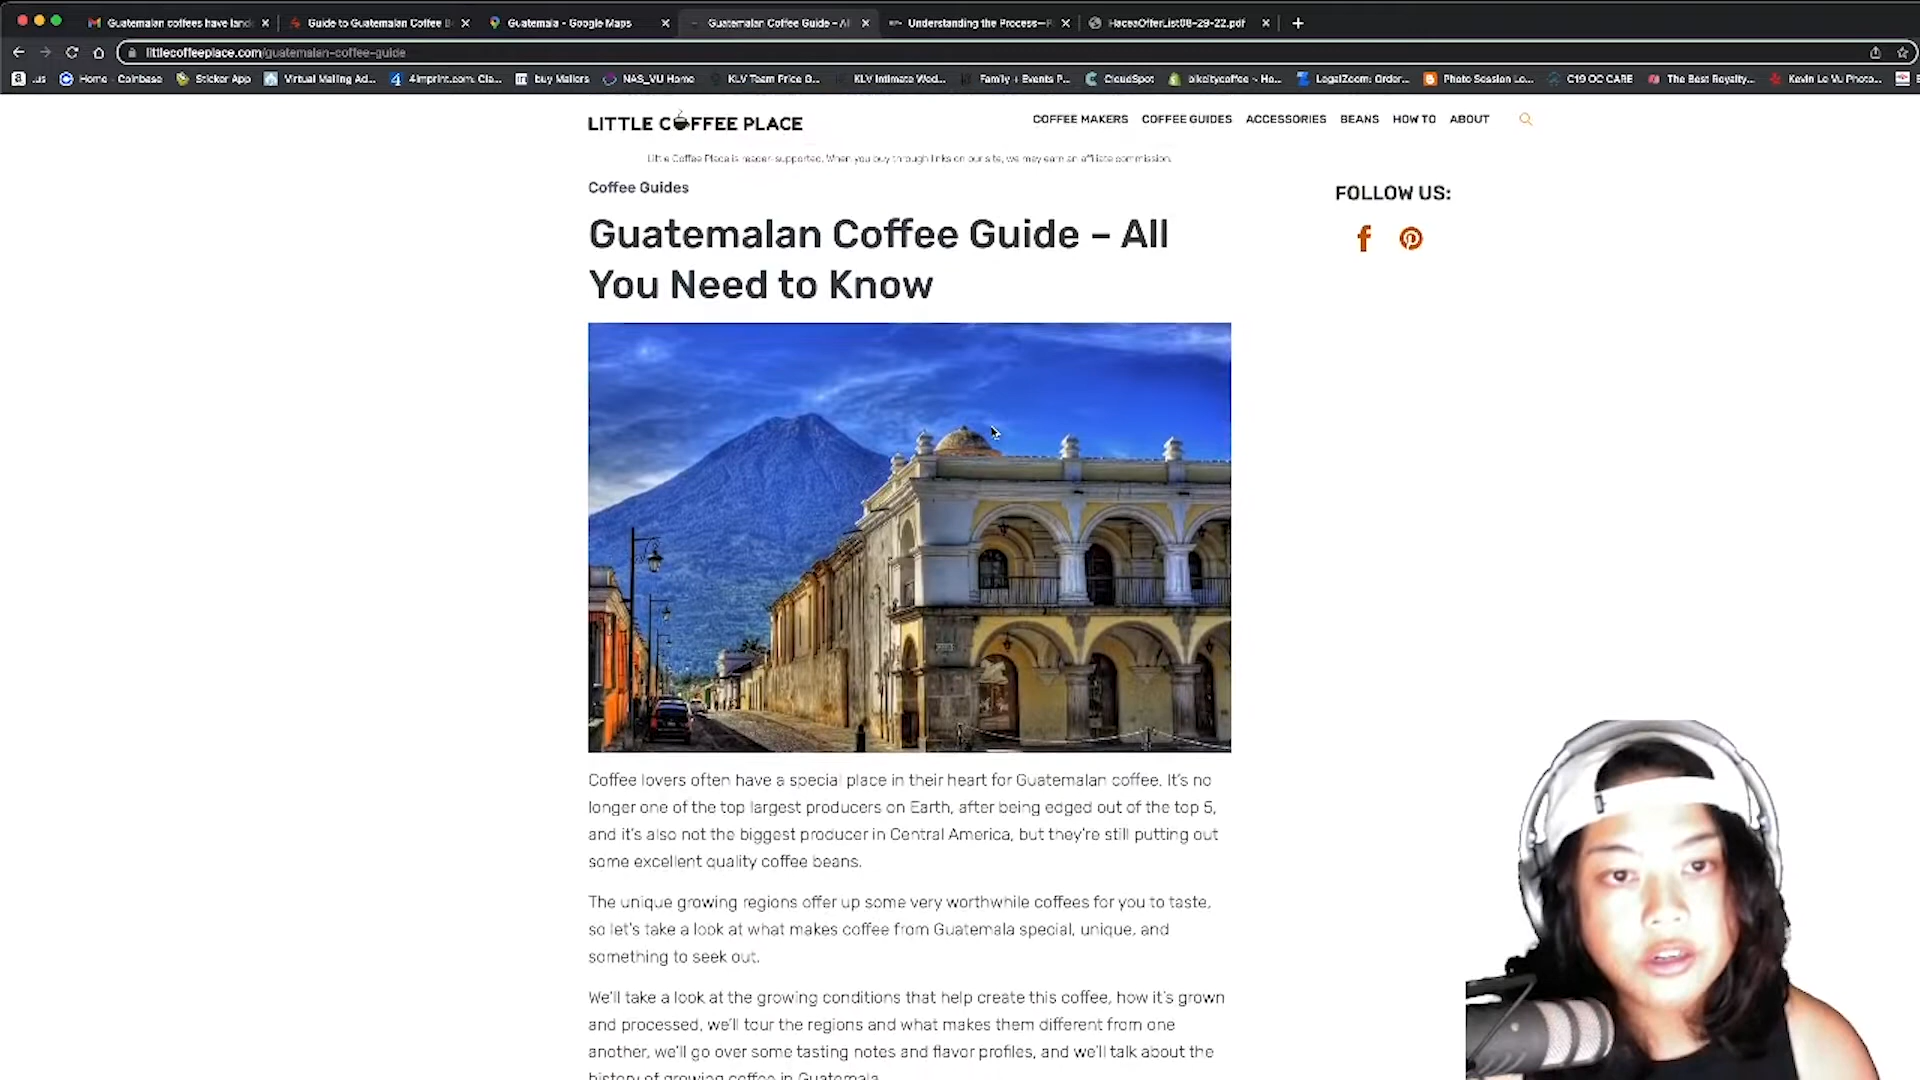 Guatemalan coffees have land
Guide to Guatemalan Coffee B
Guatemala - Google Maps
Guatemalan Coffee Guide – Al
Understanding the Process—
HaceaOfferList08-29-22.pdf
littlecoffeeplace.com/guatemalan-coffee-guide
.us
Home - Coinbase
Sticker App
Virtual Mailing Ad...
4imprint.com: Cla...
buy Mailers
NAS_VU Home
KLV Team Price G...
KLV Intimate Wed...
Family + Events P...
CloudSpot
bikcitycoffee ~ Ho...
LegalZoom: Order...
Photo Session Lo...
C19 OC CARE
The Best Royalty...
Kevin Le Vu Photo...
LITTLE COFFEE PLACE
COFFEE MAKERS COFFEE GUIDES ACCESSORIES BEANS HOW TO ABOUT
Little Coffee Place is reader-supported. When you buy through links on our site, we may earn an affiliate commission.
Coffee Guides
FOLLOW US:
Guatemalan Coffee Guide – All
You Need to Know
Coffee lovers often have a special place in their heart for Guatemalan coffee. It's no
longer one of the top largest producers on Earth, after being edged out of the top 5,
and it's also not the biggest producer in Central America, but they're still putting out
some excellent quality coffee beans.
The unique growing regions offer up some very worthwhile coffees for you to taste,
so let's take a look at what makes coffee from Guatemala special, unique, and
something to seek out.
We'll take a look at the growing conditions that help create this coffee, how it's grown
and processed, we'll tour the regions and what makes them different from one
another, we'll go over some tasting notes and flavor profiles, and we'll talk about the
history of growing coffee in Guatemala.